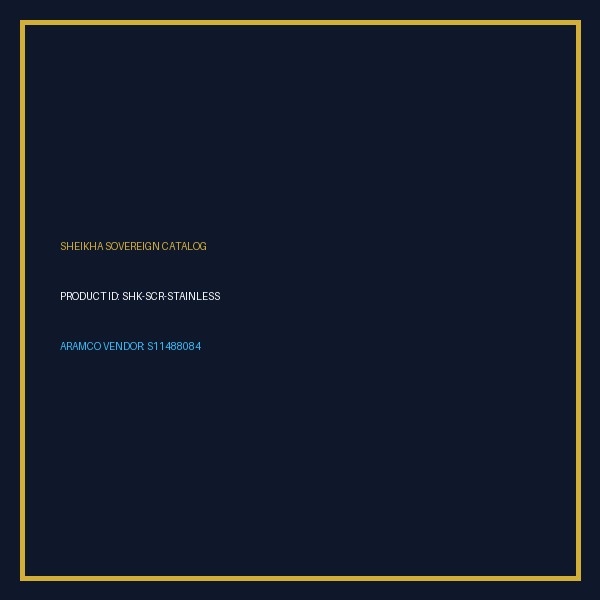 SHEIKHA SOVEREIGN CATALOG
PRODUCT ID: SHK-SCR-STAINLESS
ARAMCO VENDOR: S11488084